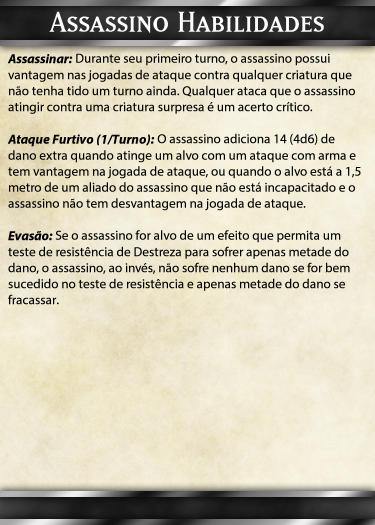 Assassino Habilidades
Assassinar: Durante seu primeiro turno, o assassino possui
vantagem nas jogadas de ataque contra qualquer criatura que
não tenha tido um turno ainda. Qualquer ataca que o assassino
atingir contra uma criatura surpresa é um acerto crítico.
Ataque Furtivo (1/Turno): O assassino adiciona 14 (4d6) de
dano extra quando atinge um alvo com um ataque com arma e
tem vantagem na jogada de ataque, ou quando o alvo está a 1,5
metro de um aliado do assassino que não está incapacitado e o
assassino não tem desvantagem na jogada de ataque.
Evasão: Se o assassino for alvo de um efeito que permita um
teste de resistência de Destreza para sofrer apenas metade do
dano, o assassino, ao invés, não sofre nenhum dano se for bem
sucedido no teste de resistência e apenas metade do dano se
fracassar.